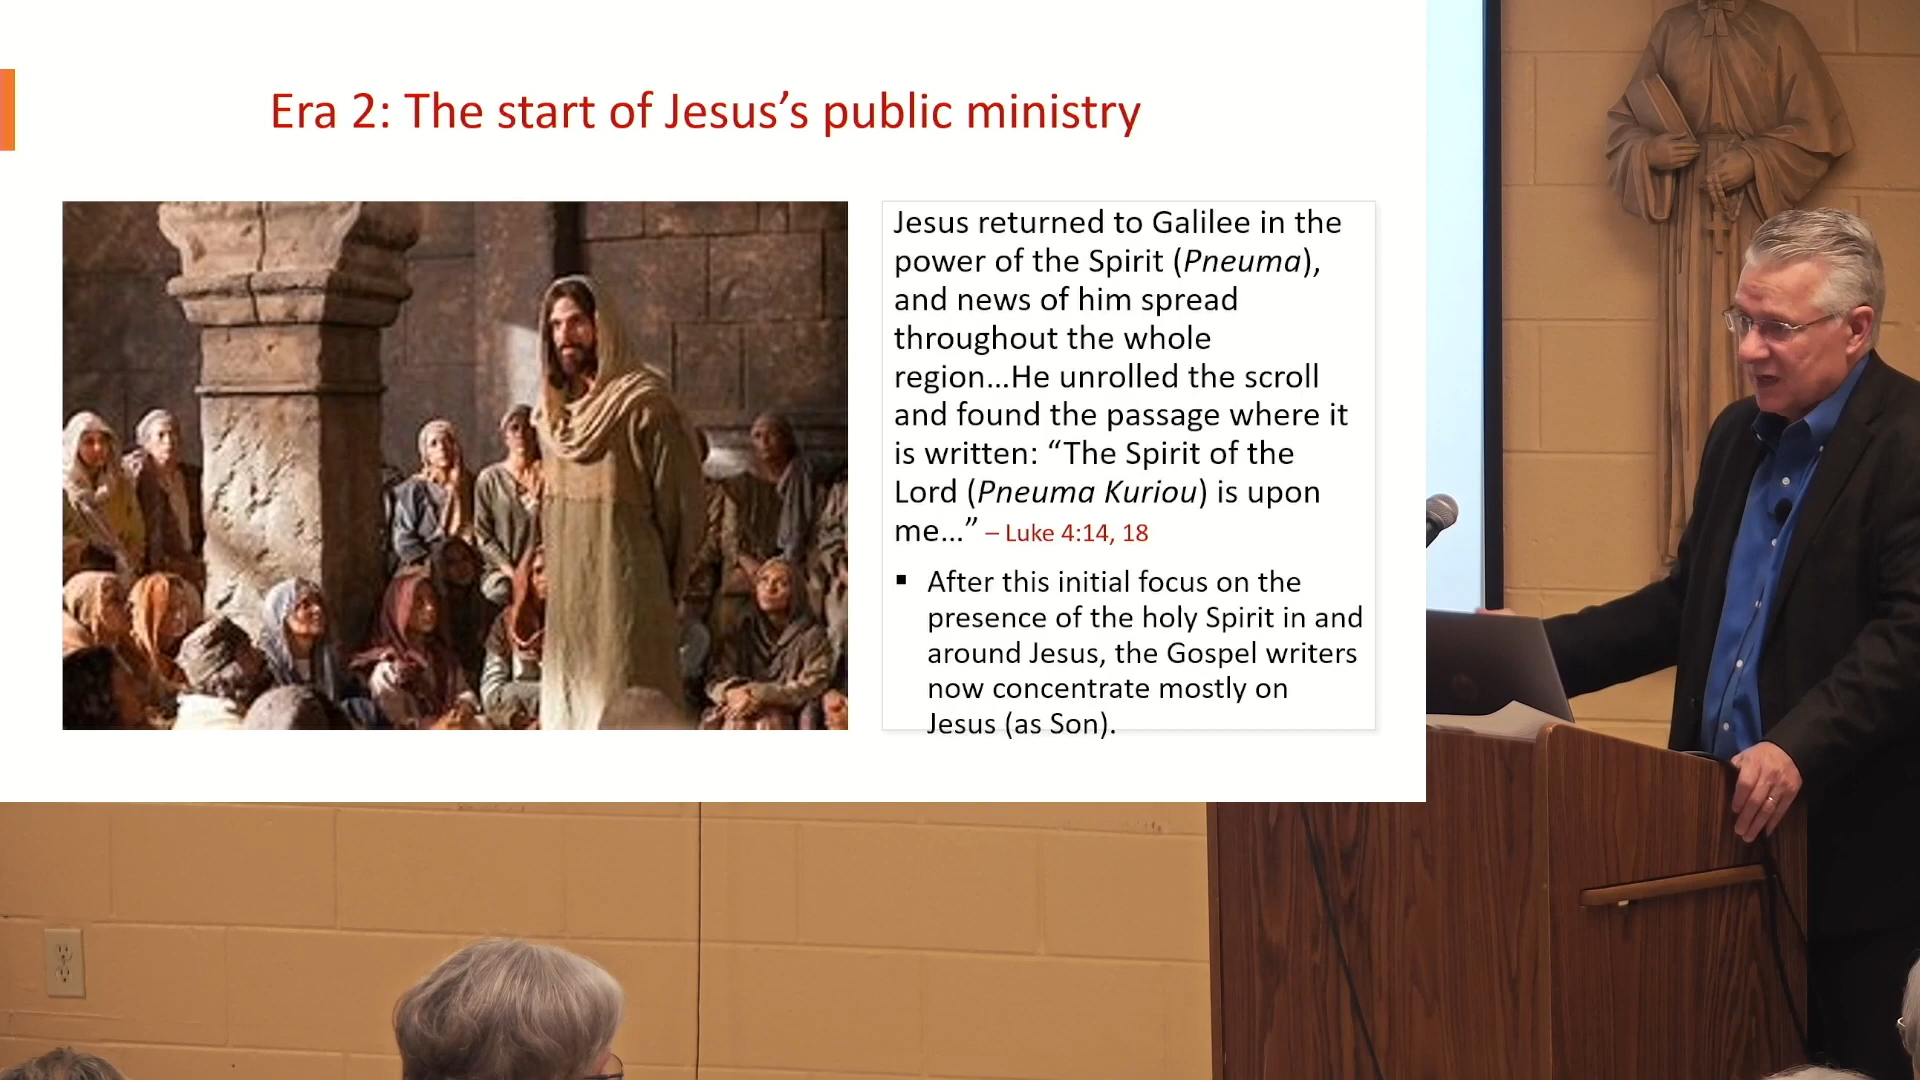 Era 2: The start of Jesus’s public ministry
Jesus returned to Galilee in the
power of the Spirit (Pneuma),
and news of him spread
throughout the whole
region…He unrolled the scroll
and found the passage where it
is written: “The Spirit of the
Lord (Pneuma Kuriou) is upon
me…” – Luke 4:14, 18
▪ After this initial focus on the
presence of the holy Spirit in and
around Jesus, the Gospel writers
now concentrate mostly on
Jesus (as Son).